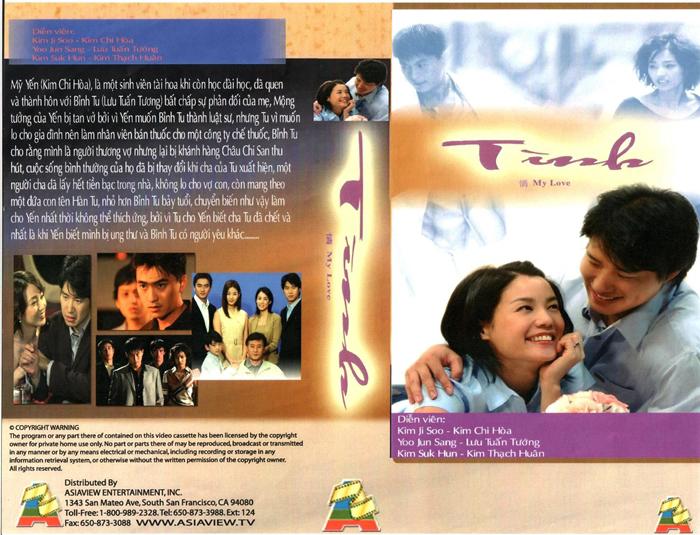 Diễn viên:
Kim Ji Soo - Kim Chi Hòa
Yoo Jun Sang - Lưu Tuấn Tướng
Kim Suk Hun - Kim Thạch Huân
Mỹ Yến (Kim Chi Hòa), là một sinh viên tài hoa khi còn học đài học, đã quen
và thành hôn với Bỉnh Tu (Lưu Tuấn Tương) bất chấp sự phản đối của mẹ, Mộng
tưởng của Yến bị tan vỡ bởi vì Yến muốn Bỉnh Tu thành luật sư, nhưng Tu vì muốn
lo cho gia đình nên làm nhân viên bán thuốc cho một công ty chế thuốc, Bỉnh Tu
cho rằng mình là người thương vợ nhưng lại bị khánh hàng Châu Chi San thu
hút, cuộc sống bình thường của họ đã bị thay đổi khi cha của Tu xuất hiện, một
người cha đã lấy hết tiền bạc trong nhà, không lo cho vợ con, còn mang theo
một đứa con tên Hàn Tu, nhỏ hơn Bỉnh Tu bảy tuổi, chuyển biến như vậy làm
cho Yến nhất thời không thể thích ứng, bởi vì Tu cho Yến biết cha Tu đã chết và
nhất là khi Yến biết mình bị ung thư và Bỉnh Tu có người yêu khác........
© COPYRIGHT WARNING
The program or any part there of contained on this video cassette has been licensed by the copyright
owner for private home use only. No part or parts there of may be reproduced, broadcast or transmitted
in any manner or by any means electrical or mechanical, including recording or storage in any
information retrieval system, or otherwise without the written permission of the copyright owner.
All rights reserved.
Distributed By
ASIAVIEW ENTERTAINMENT, INC.
1343 San Mateo Ave, South San Francisco, CA 94080
Toll-Free: 1-800-989-2328. Tel: 650-873-3988. Ext: 124
Fax: 650-873-3088 WWW.ASIAVIEW.TV
Tình
情 My Love
Tình
情 My Love
Diễn viên:
Kim Ji Soo - Kim Chi Hòa
Yoo Jun Sang - Lưu Tuấn Tướng
Kim Suk Hun - Kim Thạch Huân